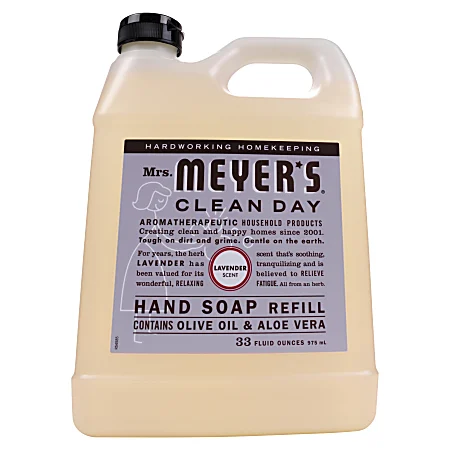 HARDWORKING HOMEKEEPING
Mrs. MEYER'S®
CLEAN DAY
AROMATHERAPEUTIC HOUSEHOLD PRODUCTS
Creating clean and happy homes since 2001.
Tough on dirt and grime. Gentle on the earth.
For years, the herb
LAVENDER has
been valued for its
wonderful, RELAXING
LAVENDER
SCENT
scent that's soothing,
tranquilizing and is
believed to RELIEVE
FATIGUE. All from an herb.
HAND SOAP REFILL
CONTAINS OLIVE OIL & ALOE VERA
33 FLUID OUNCES 975 mL